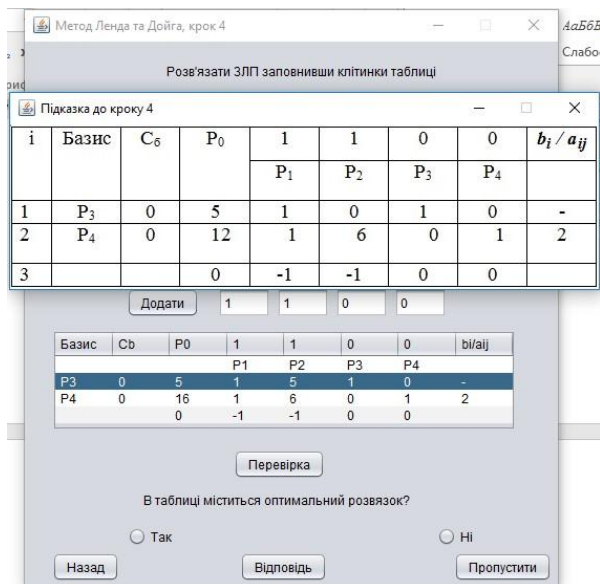 АаБбВ
Метод Ленда та Дойга, крок 4
Слабо
Розв'язати ЗЛП заповнивши клітинки таблиці
Підказка до кроку 4
i Базис Cб P0 1 1 0 0 bi / aij
P1 P2 P3 P4
1 P3 0 5 1 0 1 0 -
2 P4 0 12 1 6 0 1 2
3 0 -1 -1 0 0
Додати 1 1 0 0
Базис Cb P0 1 1 0 0 bi/aij
P1 P2 P3 P4
P3 0 5 1 5 1 0 -
P4 0 16 1 6 0 1 2
0 -1 -1 0 0
Перевірка
В таблиці міститься оптимальний розвязок?
Так Ні
Назад Відповідь Пропустити